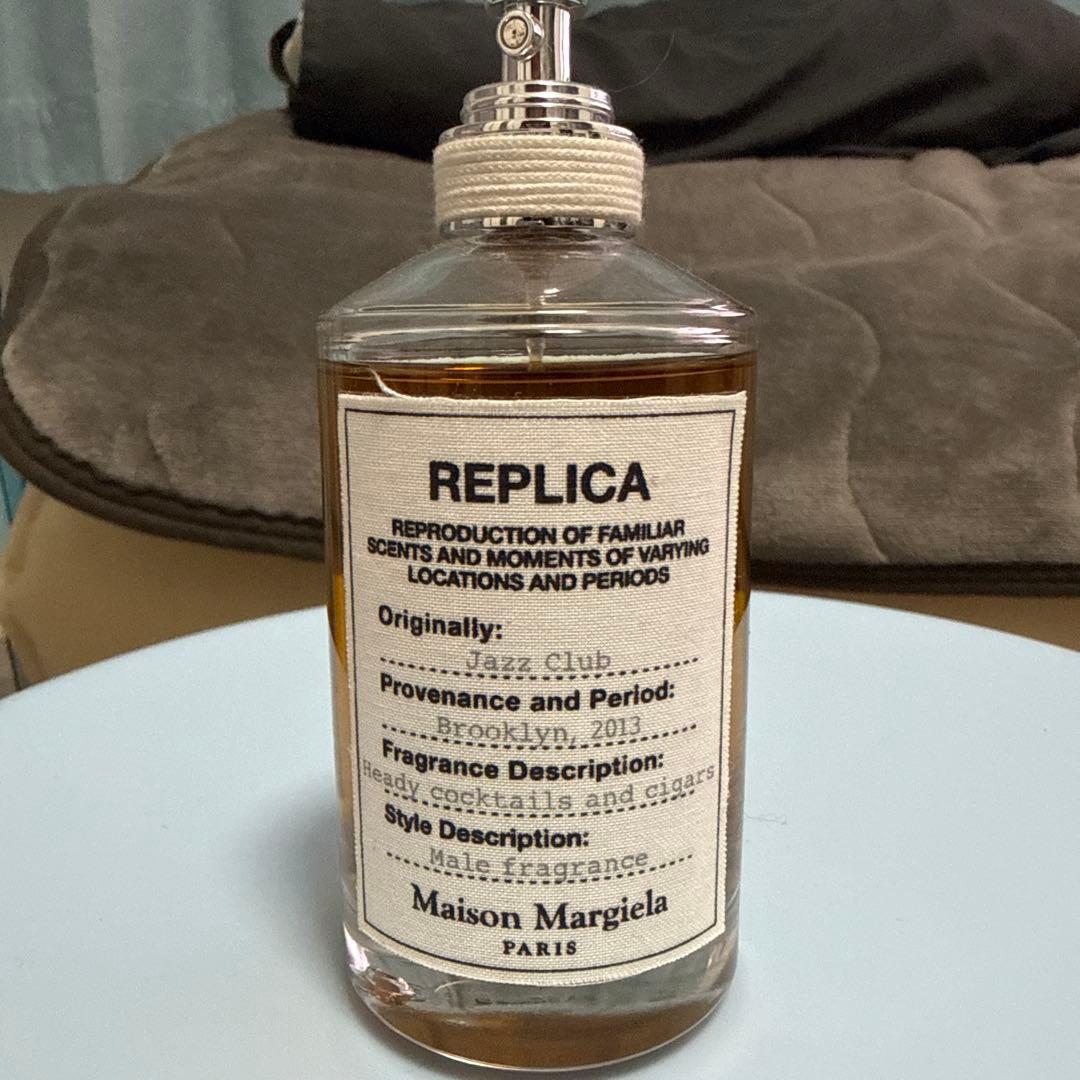 REPLICA
REPRODUCTION OF FAMILIAR
SCENTS AND MOMENTS OF VARYING
LOCATIONS AND PERIODS
Originally:
Jazz Club
Provenance and Period:
Brooklyn, 2013
Fragrance Description:
Heady cocktails and cigars
Style Description:
Male fragrance
Maison Margiela
PARIS